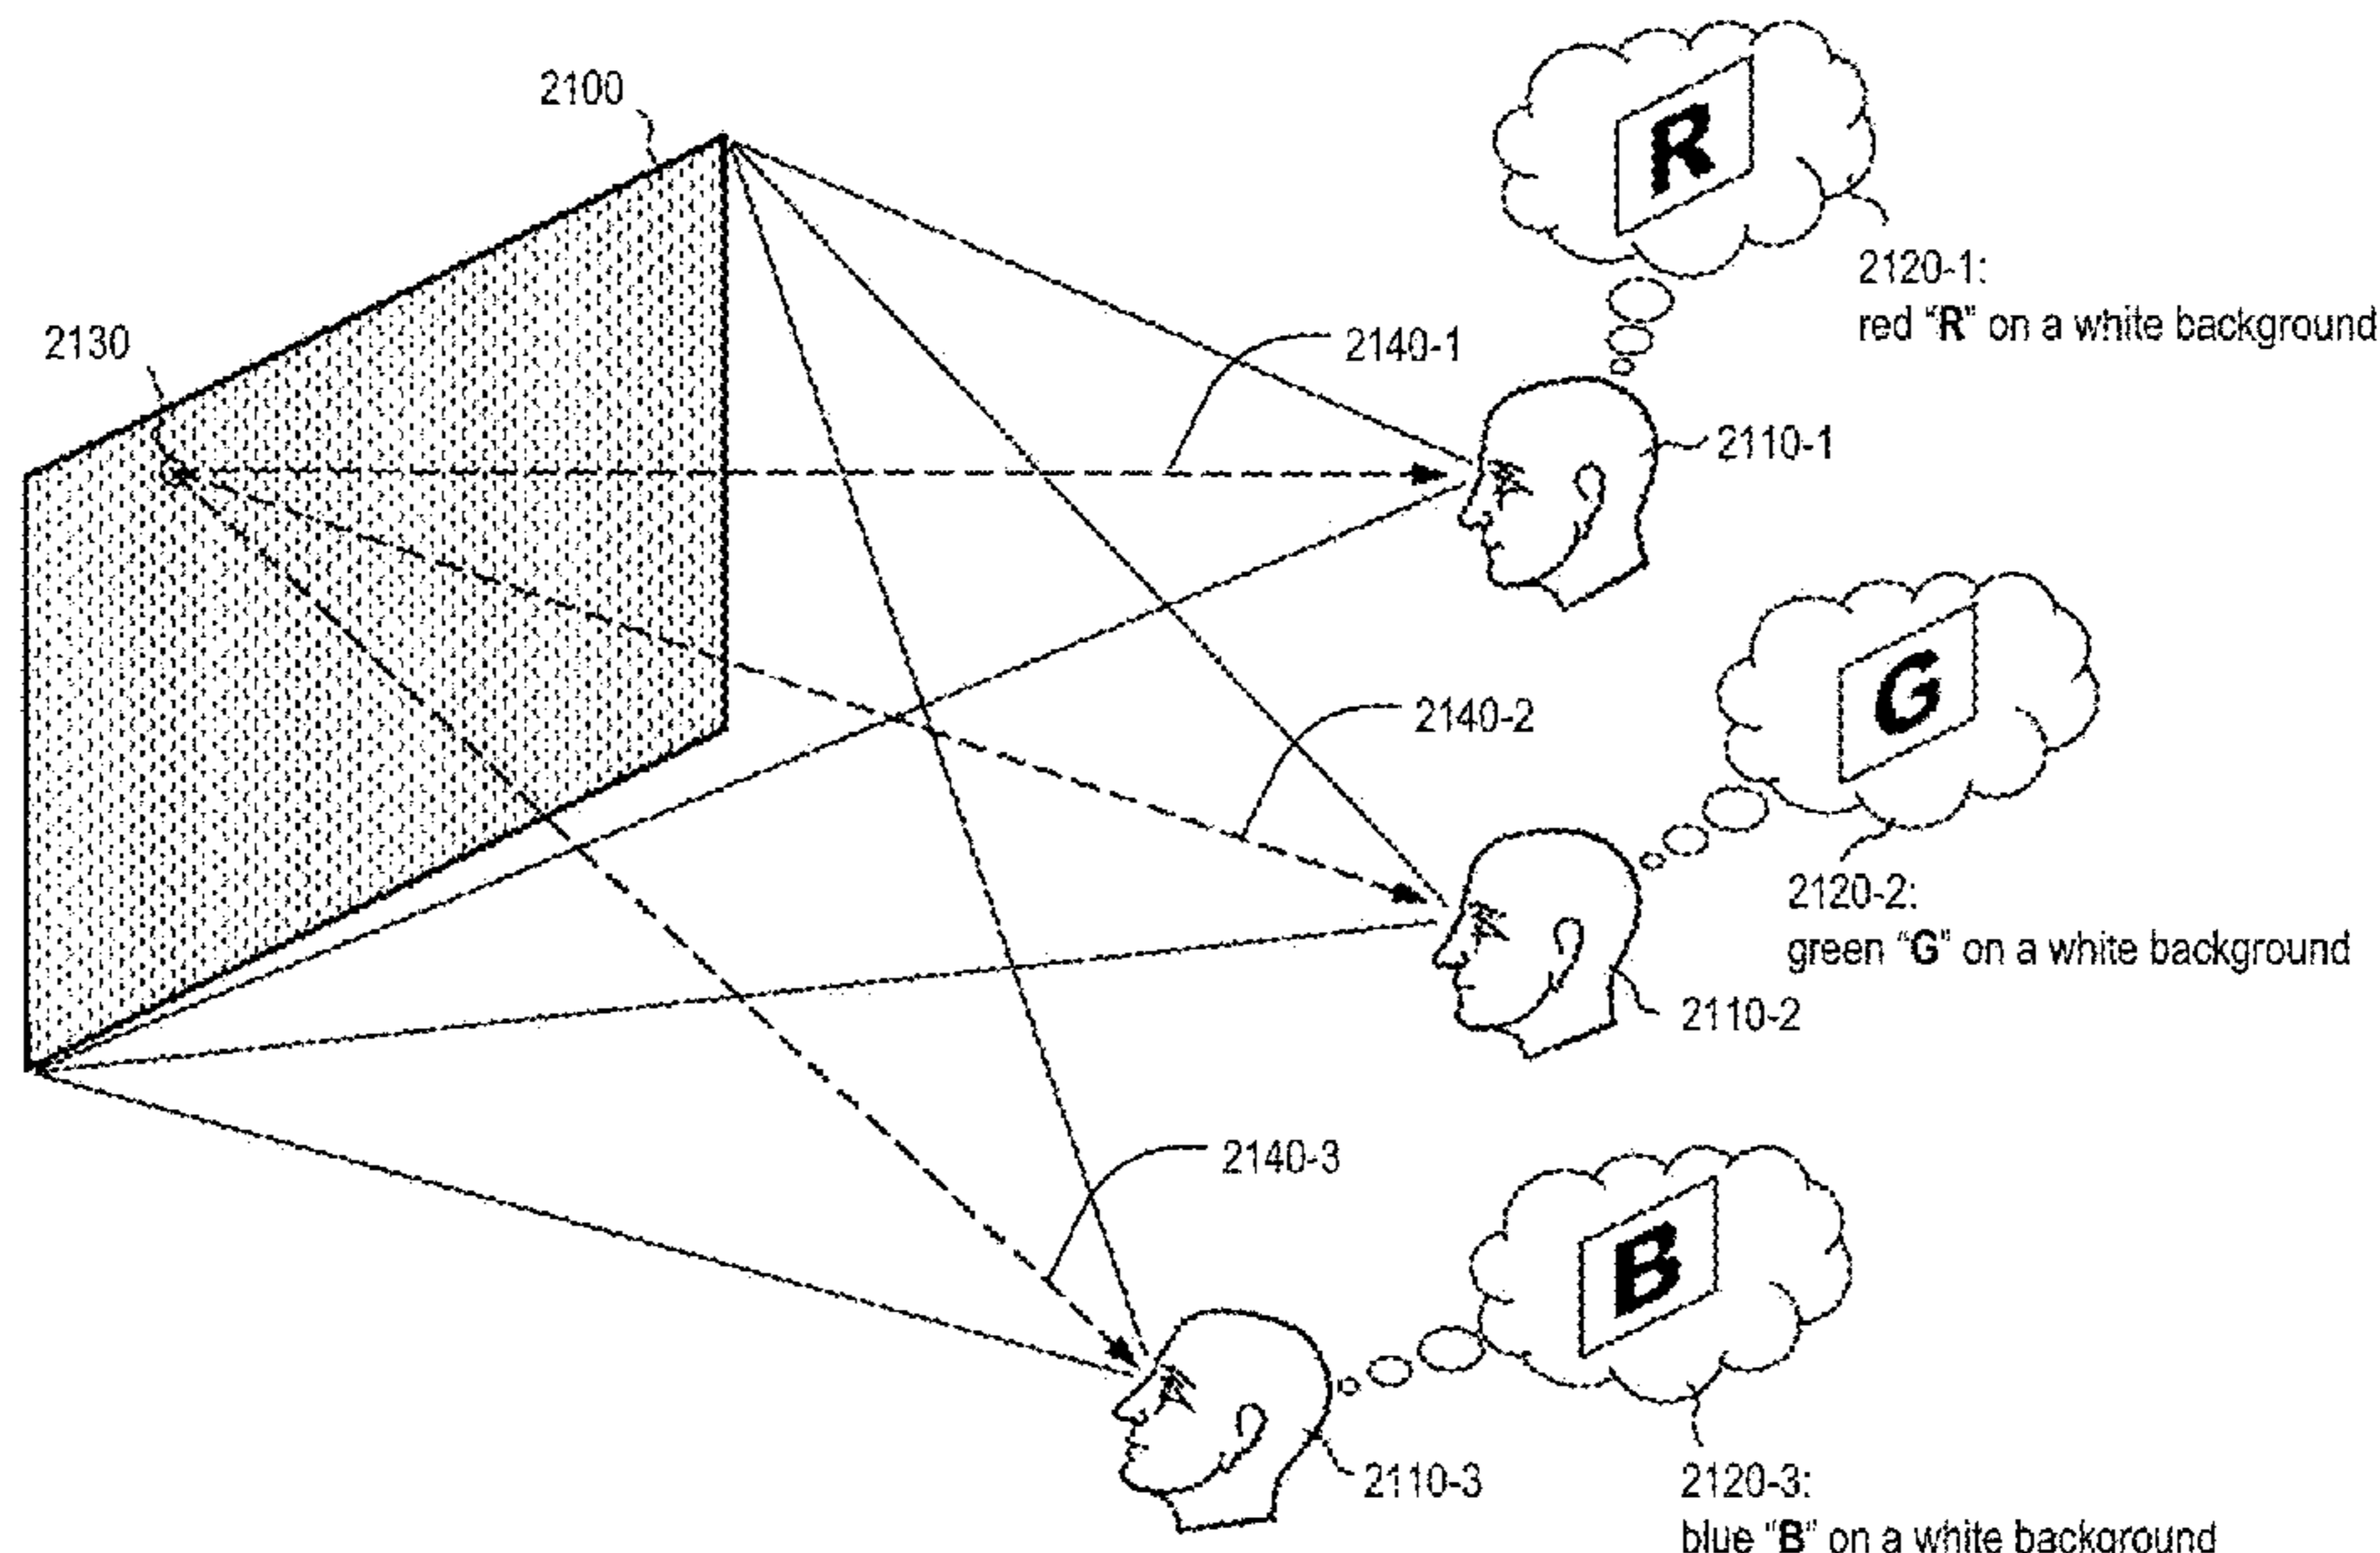 2100
R
2120-1:
red "R" on a white background
2130
2140-1
2110-1
G
2140-2
2120-2:
green "G" on a white background
2110-2
2140-3
B
2110-3
2120-3:
blue "B" on a white background